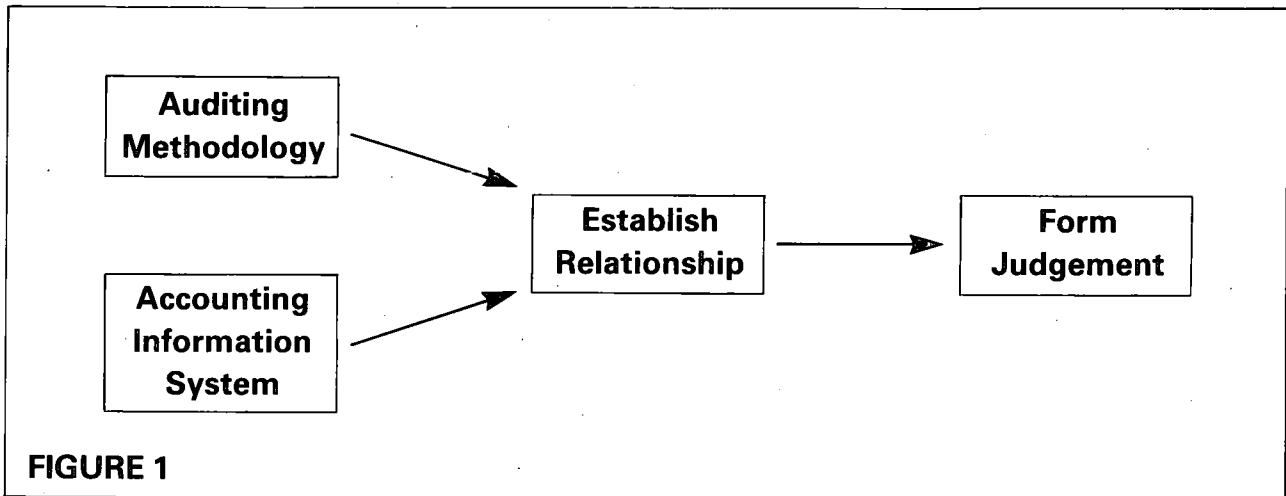 Auditing
Methodology
Accounting
Information
System
Establish
Relationship
Form
Judgement
FIGURE 1